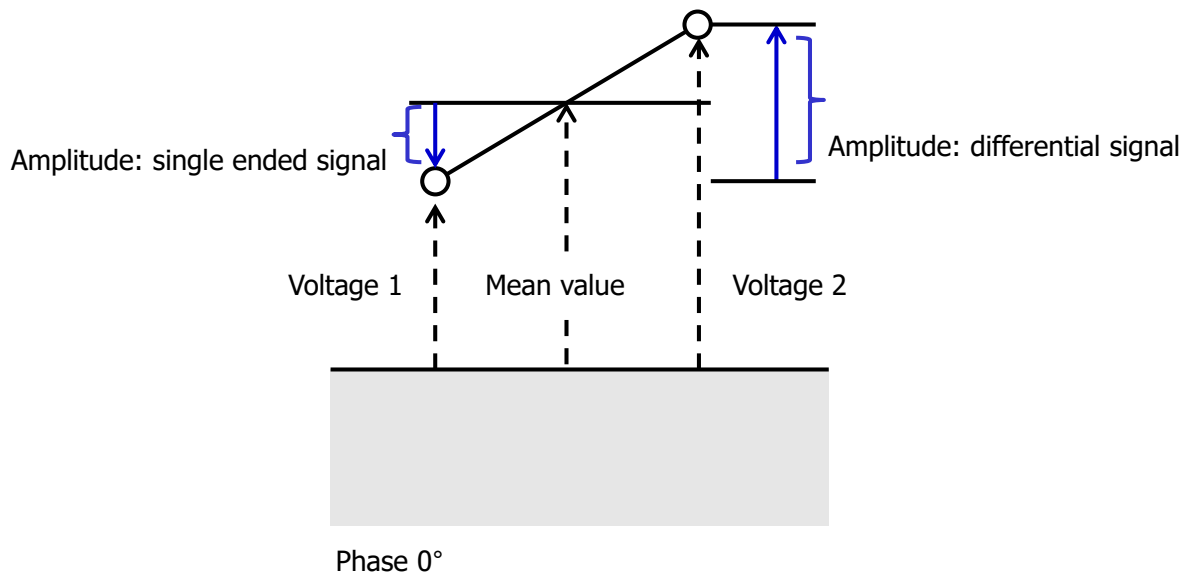 Amplitude: single ended signal
Amplitude: differential signal
Voltage 1
Mean value
Voltage 2
Phase 0°